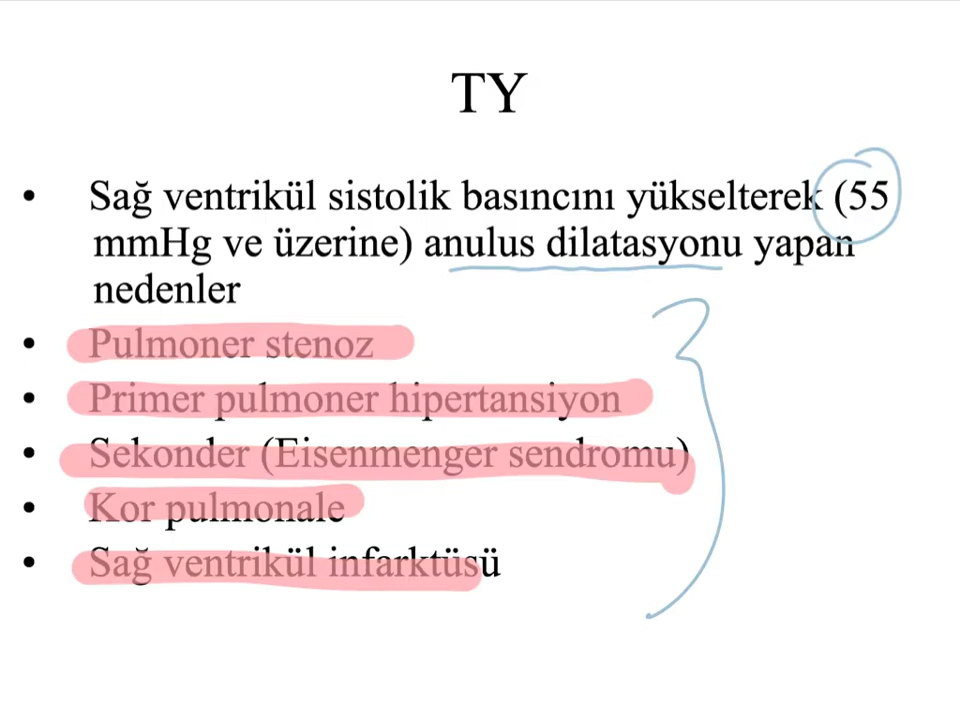 TY
• Sağ ventrikül sistolik basıncını yükselterek (55
mmHg ve üzerine) anulus dilatasyonu yapan
nedenler
• Pulmoner stenoz
• Primer pulmoner hipertansiyon
• Sekonder (Eisenmenger sendromu)
• Kor pulmonale
• Sağ ventrikül infarktüsü